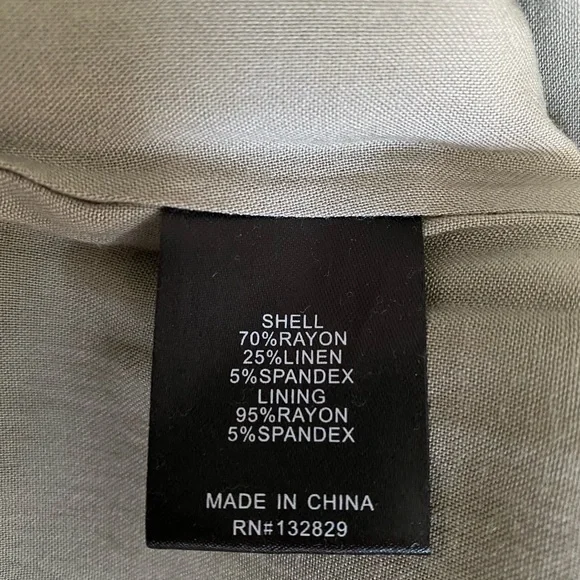 SHELL
70%RAYON
25%LINEN
5%SPANDEX
LINING
95%RAYON
5%SPANDEX
MADE IN CHINA
RN#132829